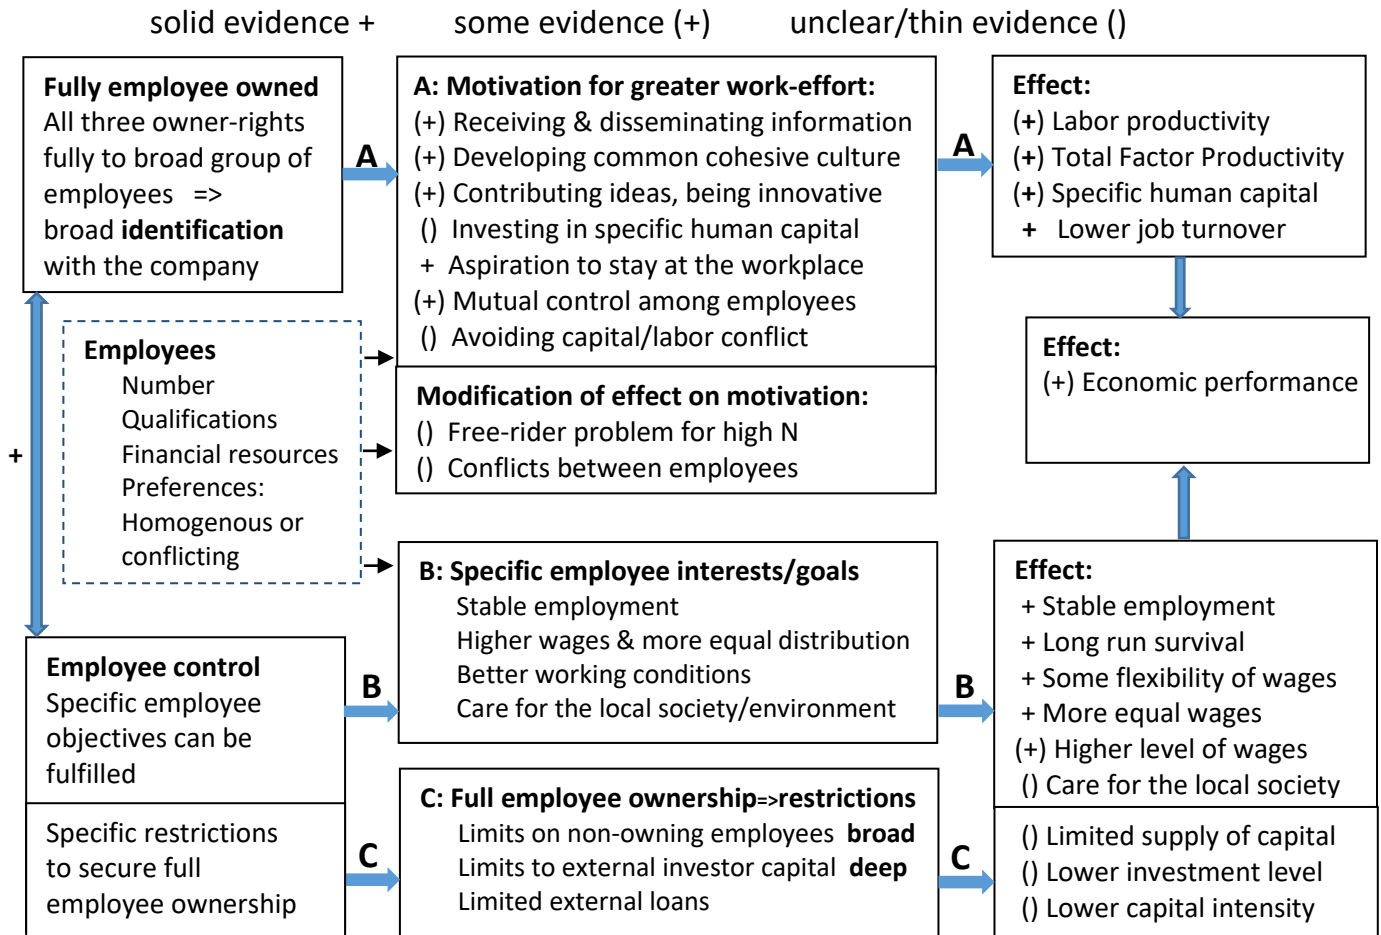 solid evidence + some evidence (+) unclear/thin evidence ()
Fully employee owned
All three owner-rights
fully to broad group of
employees =>
broad identification
with the company
A
A: Motivation for greater work-effort:
(+) Receiving & disseminating information
(+) Developing common cohesive culture
(+) Contributing ideas, being innovative
() Investing in specific human capital
+ Aspiration to stay at the workplace
(+) Mutual control among employees
() Avoiding capital/labor conflict
A
Effect:
(+) Labor productivity
(+) Total Factor Productivity
(+) Specific human capital
+ Lower job turnover
+
Employees
Number
Qualifications
Financial resources
Preferences:
Homogenous or
conflicting
Modification of effect on motivation:
() Free-rider problem for high N
() Conflicts between employees
Effect:
(+) Economic performance
Employee control
Specific employee
objectives can be
fulfilled
B
B: Specific employee interests/goals
Stable employment
Higher wages & more equal distribution
Better working conditions
Care for the local society/environment
B
Effect:
+ Stable employment
+ Long run survival
+ Some flexibility of wages
+ More equal wages
(+) Higher level of wages
() Care for the local society
Specific restrictions
to secure full
employee ownership
C
C: Full employee ownership=>restrictions
Limits on non-owning employees broad
Limits to external investor capital deep
Limited external loans
C
() Limited supply of capital
() Lower investment level
() Lower capital intensity